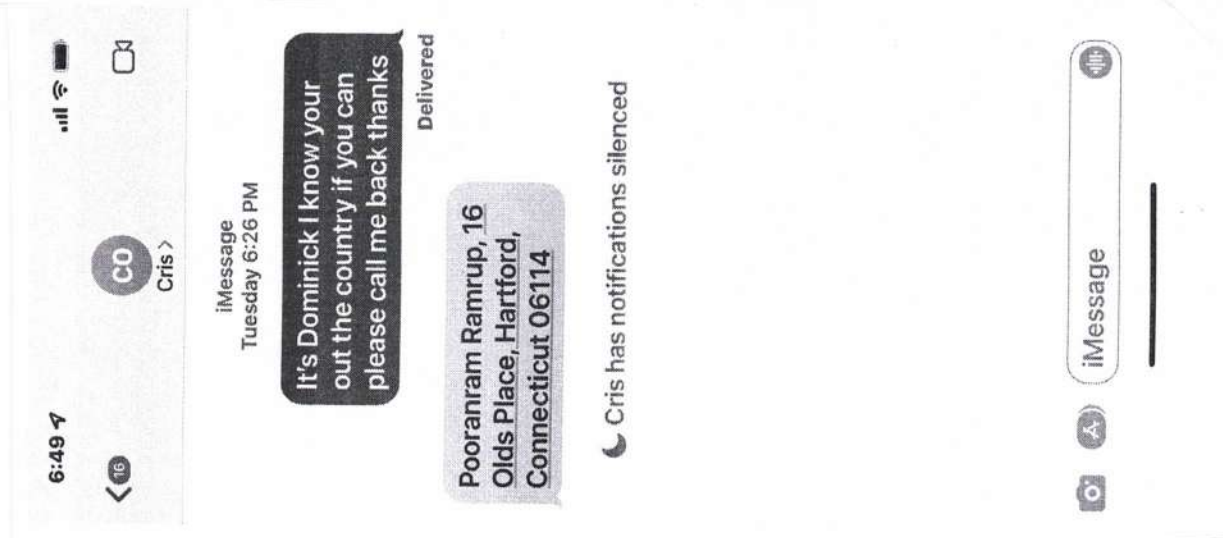 6:49
16
CO
Cris >
iMessage
Tuesday 6:26 PM
It's Dominick I know your
out the country if you can
please call me back thanks
Delivered
Pooranram Ramrup, 16
Olds Place, Hartford,
Connecticut 06114
Cris has notifications silenced
iMessage